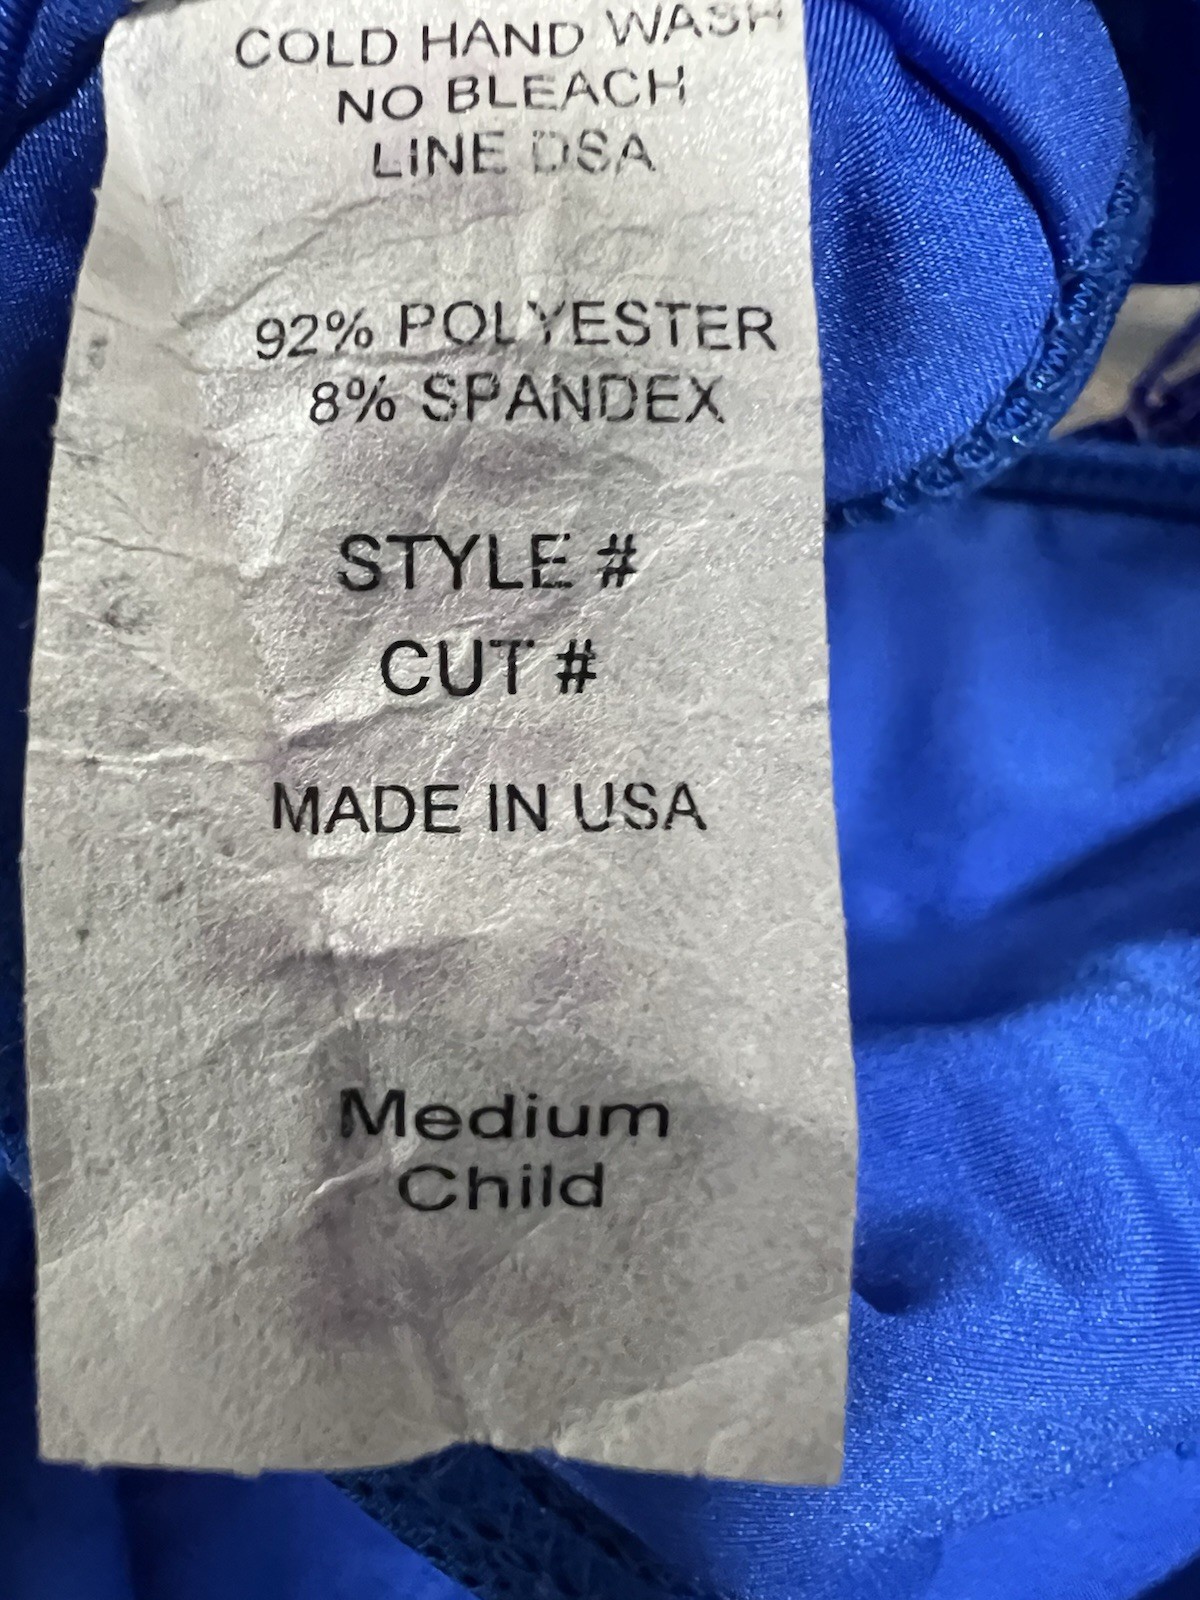 COLD HAND WASH
NO BLEACH
LINE DSA
92% POLYESTER
8% SPANDEX
STYLE #
CUT #
MADE IN USA
Medium
Child